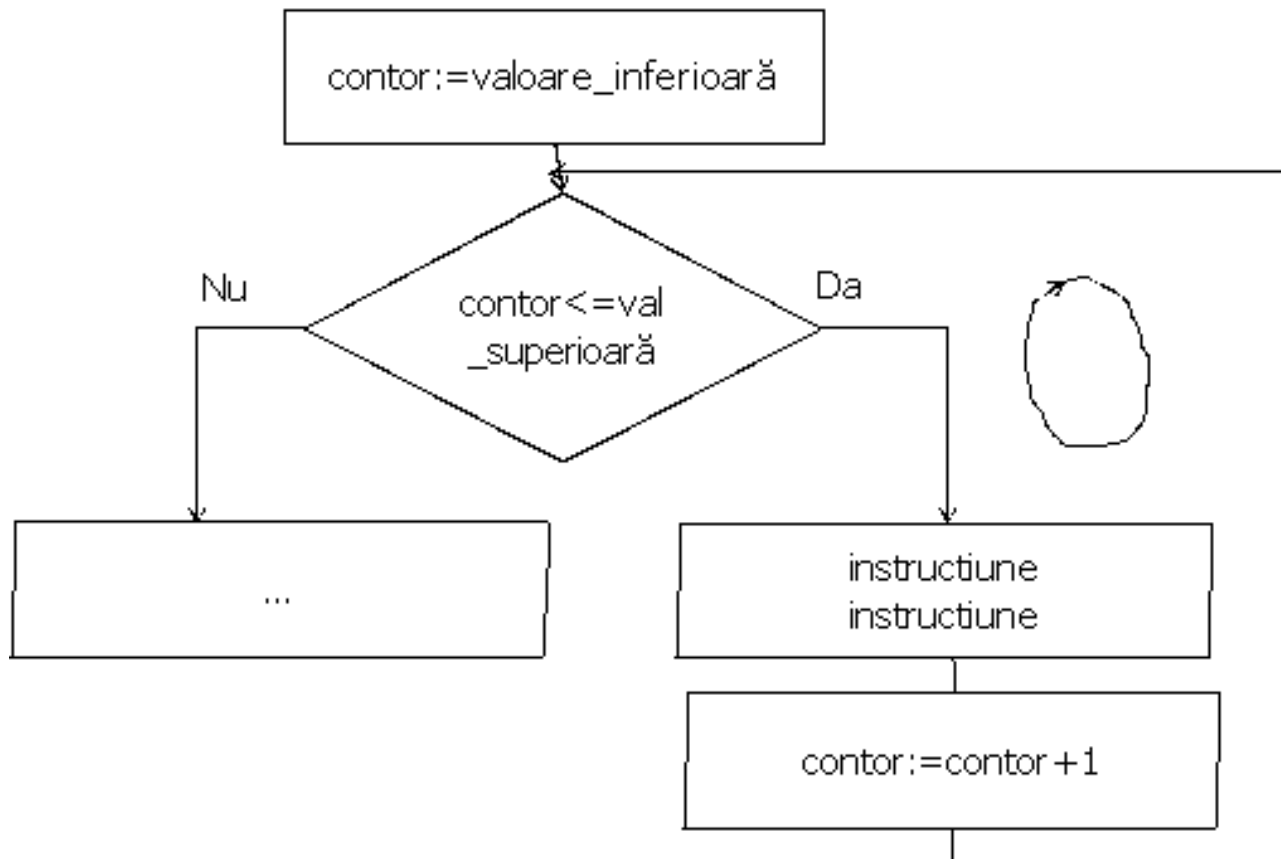 contor:=valoare_inferioară
Nu
Da
contor<=val
_superioară
...
instructiune
instructiune
contor:=contor+1